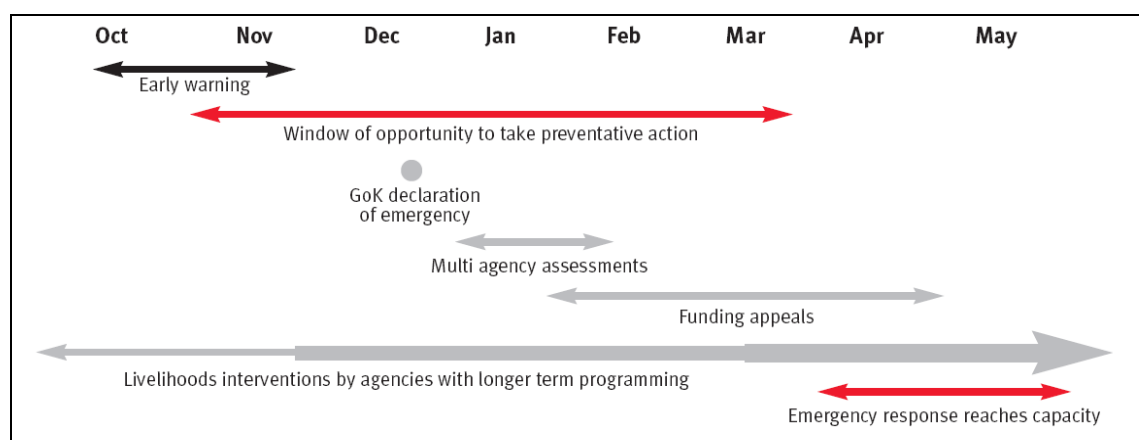 Oct Nov Dec Jan Feb Mar Apr May
Early warning
Window of opportunity to take preventative action
GoK declaration
of emergency
Multi agency assessments
Funding appeals
Livelihoods interventions by agencies with longer term programming
Emergency response reaches capacity